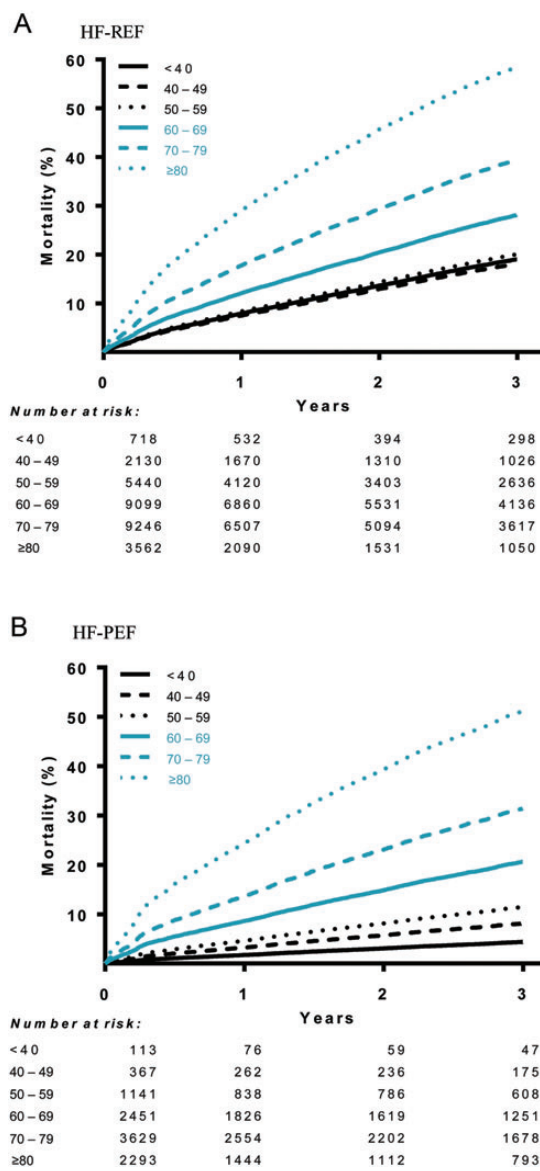 A
HF-REF
60
50
40
30
20
10
0
Mortality (%)
<40
40–49
50–59
60–69
70–79
≥80
0 1 2 3
Years
Number at risk:
<40 718 532 394 298
40–49 2130 1670 1310 1026
50–59 5440 4120 3403 2636
60–69 9099 6860 5531 4136
70–79 9246 6507 5094 3617
≥80 3562 2090 1531 1050
B
HF-PEF
60
50
40
30
20
10
0
Mortality (%)
<40
40–49
50–59
60–69
70–79
≥80
0 1 2 3
Years
Number at risk:
<40 113 76 59 47
40–49 367 262 236 175
50–59 1141 838 786 608
60–69 2451 1826 1619 1251
70–79 3629 2554 2202 1678
≥80 2293 1444 1112 793